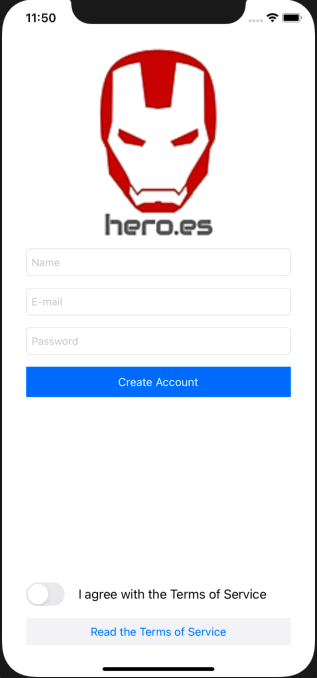 11:50
hero.es
Name
E-mail
Password
Create Account
I agree with the Terms of Service
Read the Terms of Service